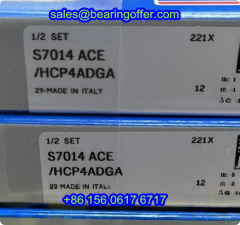 sales@bearingoffer.com
1/2 SET 221X
S7014 ACE
/HCP4ADGA
29-MADE IN ITALY 12
1/2 SET 221X
S7014 ACE
/HCP4ADGA
29-MADE IN ITALY 12
+86 156 0617 6717